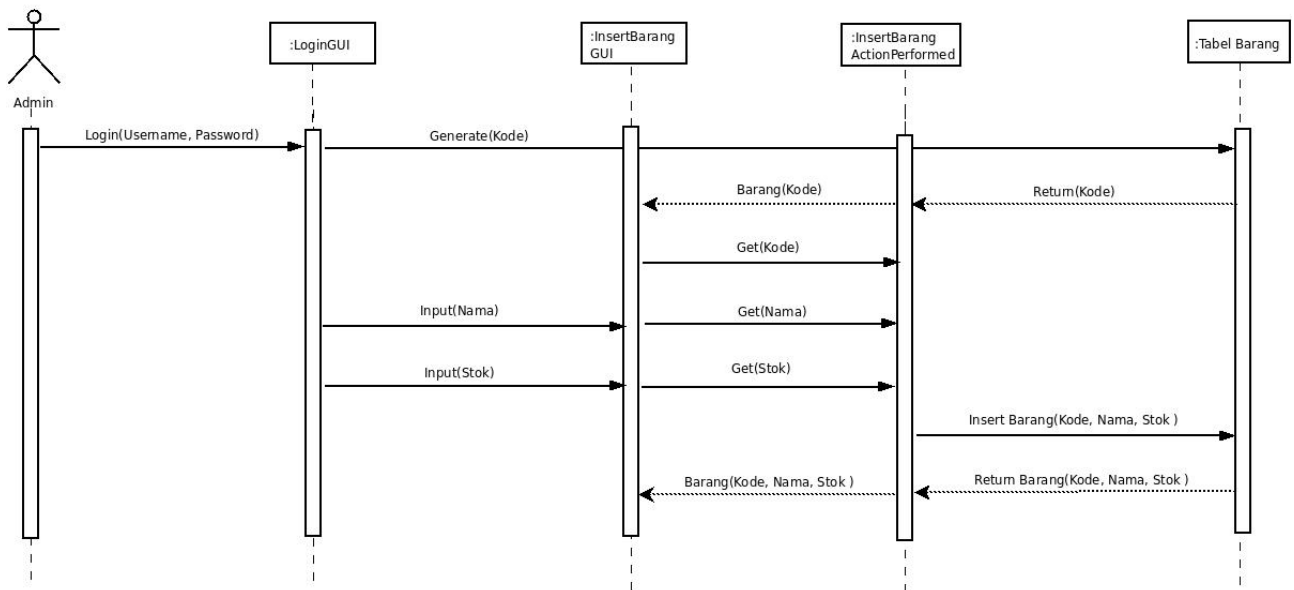 :LoginGUI
:InsertBarang
GUI
:InsertBarang
ActionPerformed
:Tabel Barang
Admin
Login(Username, Password)
Generate(Kode)
Barang(Kode)
Return(Kode)
Get(Kode)
Input(Nama)
Get(Nama)
Input(Stok)
Get(Stok)
Insert Barang(Kode, Nama, Stok )
Barang(Kode, Nama, Stok )
Return Barang(Kode, Nama, Stok )